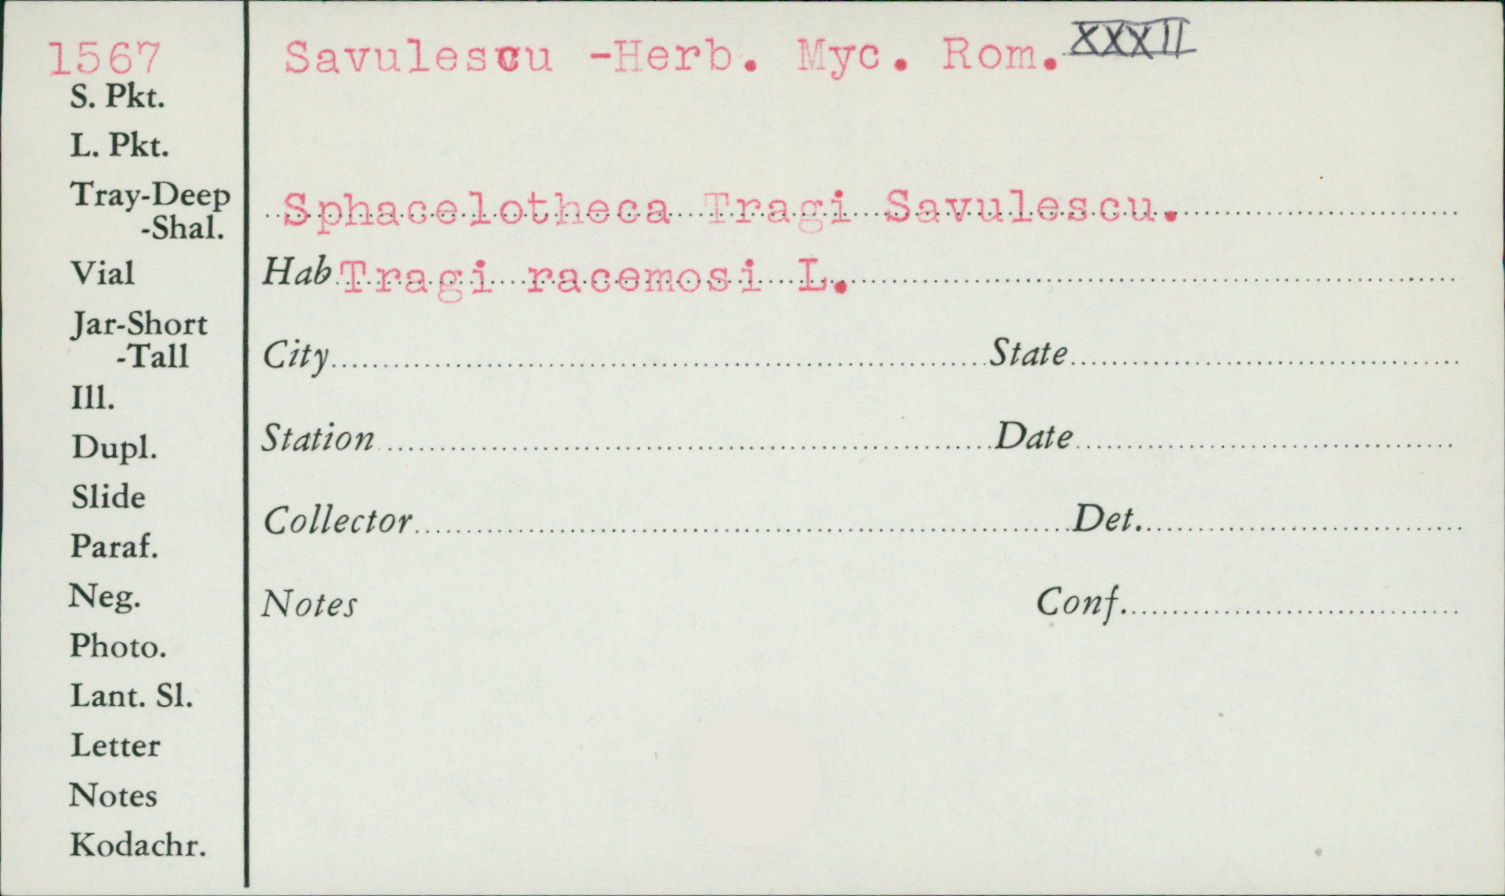 1567 Savulescu -Herb. Myc. Rom. XXXII
S. Pkt.
L. Pkt.
Tray-Deep
-Shal.
Sphacelotheca Tragi Savulescu.
Vial
Hab Tragi racemosi L.
Jar-Short
-Tall
City State
Ill.
Dupl.
Station Date
Slide
Collector Det.
Paraf.
Neg.
Notes Conf.
Photo.
Lant. Sl.
Letter
Notes
Kodachr.